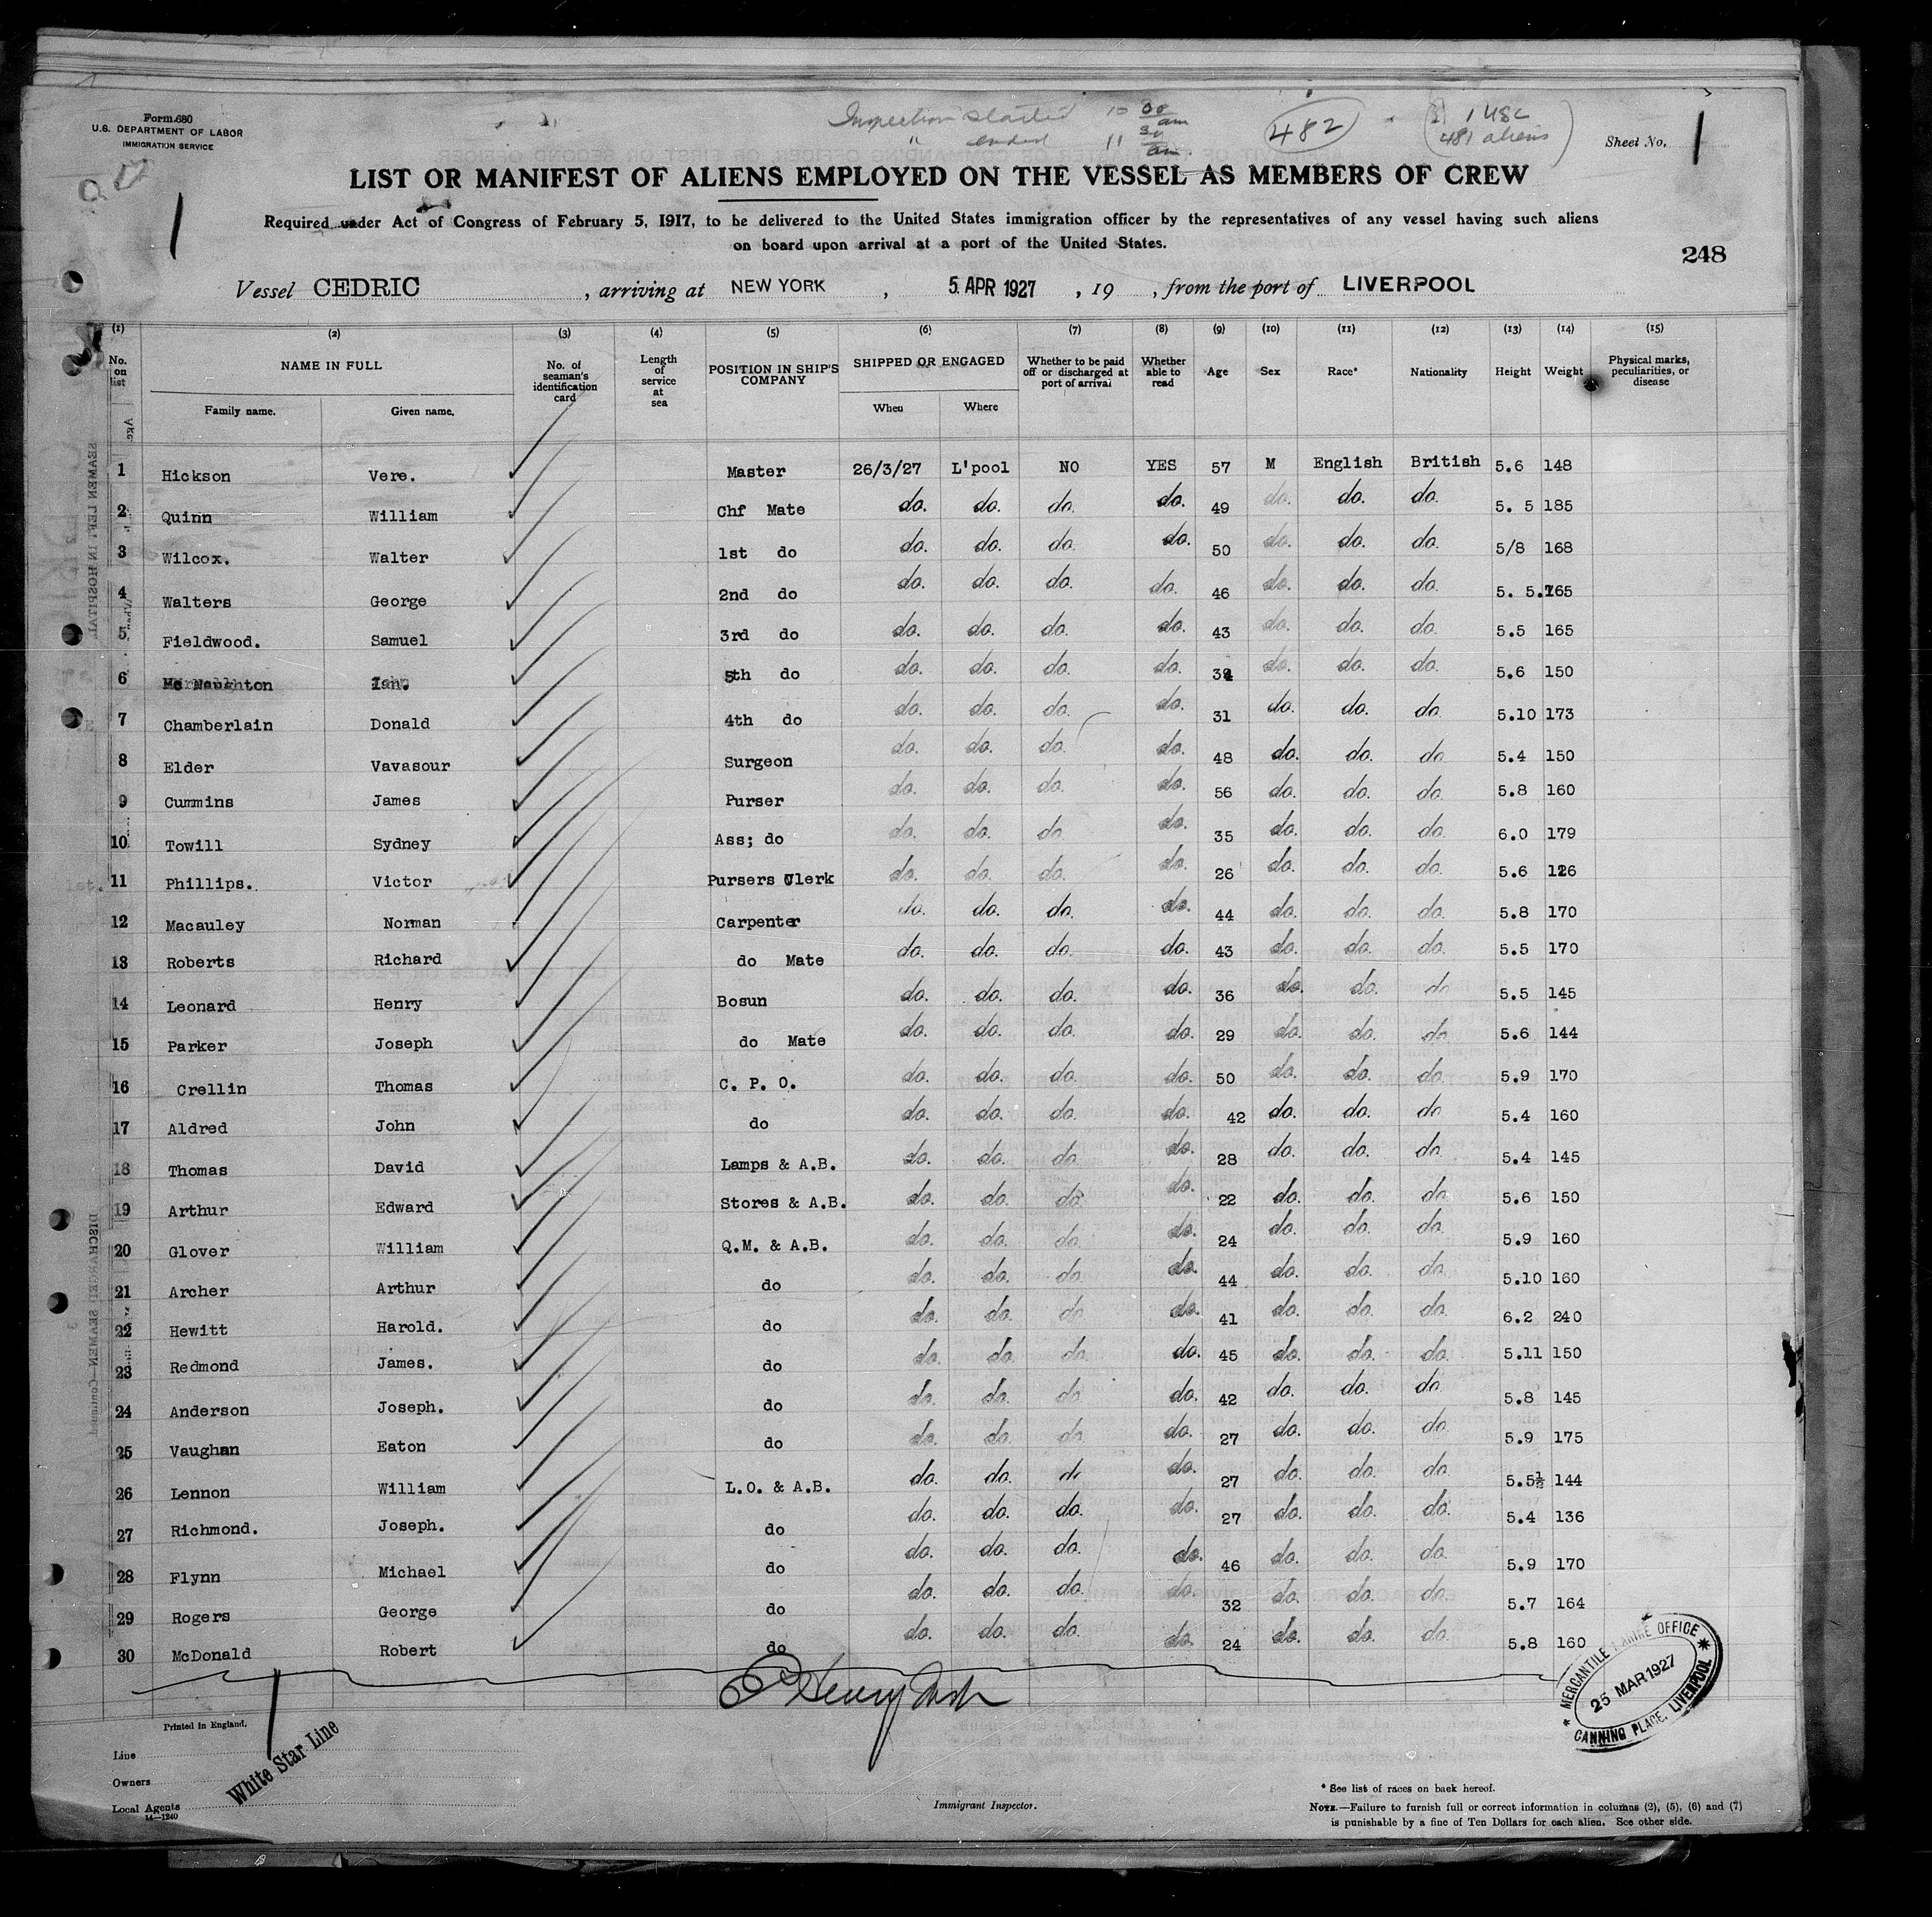 Form 680
U.S. DEPARTMENT OF LABOR
IMMIGRATION SERVICE
Inspection started 10 00 am
" ended 11 30 am
482
1 USC
481 aliens
Sheet No. 1
LIST OR MANIFEST OF ALIENS EMPLOYED ON THE VESSEL AS MEMBERS OF CREW
1
Required under Act of Congress of February 5, 1917, to be delivered to the United States immigration officer by the representatives of any vessel having such aliens
on board upon arrival at a port of the United States.
248
Vessel CEDRIC, arriving at NEW YORK, 5 APR 1927, 19 , from the port of LIVERPOOL
(1) (2) (3) (4) (5) (6) (7) (8) (9) (10) (11) (12) (13) (14) (15)
No. on list NAME IN FULL No. of seaman's identification card Length of service at sea POSITION IN SHIP'S COMPANY SHIPPED OR ENGAGED Whether to be paid off or discharged at port of arrival Whether able to read Age Sex Race* Nationality Height Weight Physical marks, peculiarities, or disease
Family name. Given name. When Where
1 Hickson Vere. Master 26/3/27 L'pool NO YES 57 M English British 5.6 148
2 Quinn William Chf Mate do. do. do. do. 49 do. do. do. 5. 5 185
3 Wilcox. Walter 1st do do. do. do. do. 50 do. do. do. 5/8 168
4 Walters George 2nd do do. do. do. do. 46 do. do. do. 5. 5. 165
5 Fieldwood. Samuel 3rd do do. do. do. do. 43 do. do. do. 5.5 165
6 Mc Naughton Ian. 5th do do. do. do. do. 34 do. do. do. 5.6 150
7 Chamberlain Donald 4th do do. do. do. do. 31 do. do. do. 5.10 173
8 Elder Vavasour Surgeon do. do. do. do. 48 do. do. do. 5.4 150
9 Cummins James Purser do. do. do. do. 56 do. do. do. 5.8 160
10 Towill Sydney Ass; do do. do. do. do. 35 do. do. do. 6.0 179
11 Phillips. Victor Pursers Clerk do. do. do. do. 26 do. do. do. 5.6 126
12 Macauley Norman Carpenter do. do. do. do. 44 do. do. do. 5.8 170
13 Roberts Richard do Mate do. do. do. do. 43 do. do. do. 5.5 170
14 Leonard Henry Bosun do. do. do. do. 36 do. do. do. 5.5 145
15 Parker Joseph do Mate do. do. do. do. 29 do. do. do. 5.6 144
16 Crellin Thomas C. P. O. do. do. do. do. 50 do. do. do. 5.9 170
17 Aldred John do do. do. do. do. 42 do. do. do. 5.4 160
18 Thomas David Lamps & A.B. do. do. do. do. 28 do. do. do. 5.4 145
19 Arthur Edward Stores & A.B. do. do. do. do. 22 do. do. do. 5.6 150
20 Glover William Q.M. & A.B. do. do. do. do. 24 do. do. do. 5.9 160
21 Archer Arthur do do. do. do. do. 44 do. do. do. 5.10 160
22 Hewitt Harold. do do. do. do. do. 41 do. do. do. 6.2 240
23 Redmond James. do do. do. do. do. 45 do. do. do. 5.11 150
24 Anderson Joseph. do do. do. do. do. 42 do. do. do. 5.8 145
25 Vaughan Eaton do do. do. do. do. 27 do. do. do. 5.9 175
26 Lennon William L.O. & A.B. do. do. do. do. 27 do. do. do. 5.5½ 144
27 Richmond. Joseph. do do. do. do. do. 27 do. do. do. 5.4 136
28 Flynn Michael do do. do. do. do. 46 do. do. do. 5.9 170
29 Rogers George do do. do. do. do. 32 do. do. do. 5.7 164
30 McDonald Robert do do. do. do. do. 24 do. do. do. 5.8 160
Henry
MERCANTILE MARINE OFFICE
25 MAR 1927
CANNING PLACE, LIVERPOOL
Printed in England.
Line
Owners
White Star Line
Local Agents
14—1240
Immigrant Inspector.
* See list of races on back hereof.
NOTE.—Failure to furnish full or correct information in columns (2), (5), (6) and (7)
is punishable by a fine of Ten Dollars for each alien. See other side.